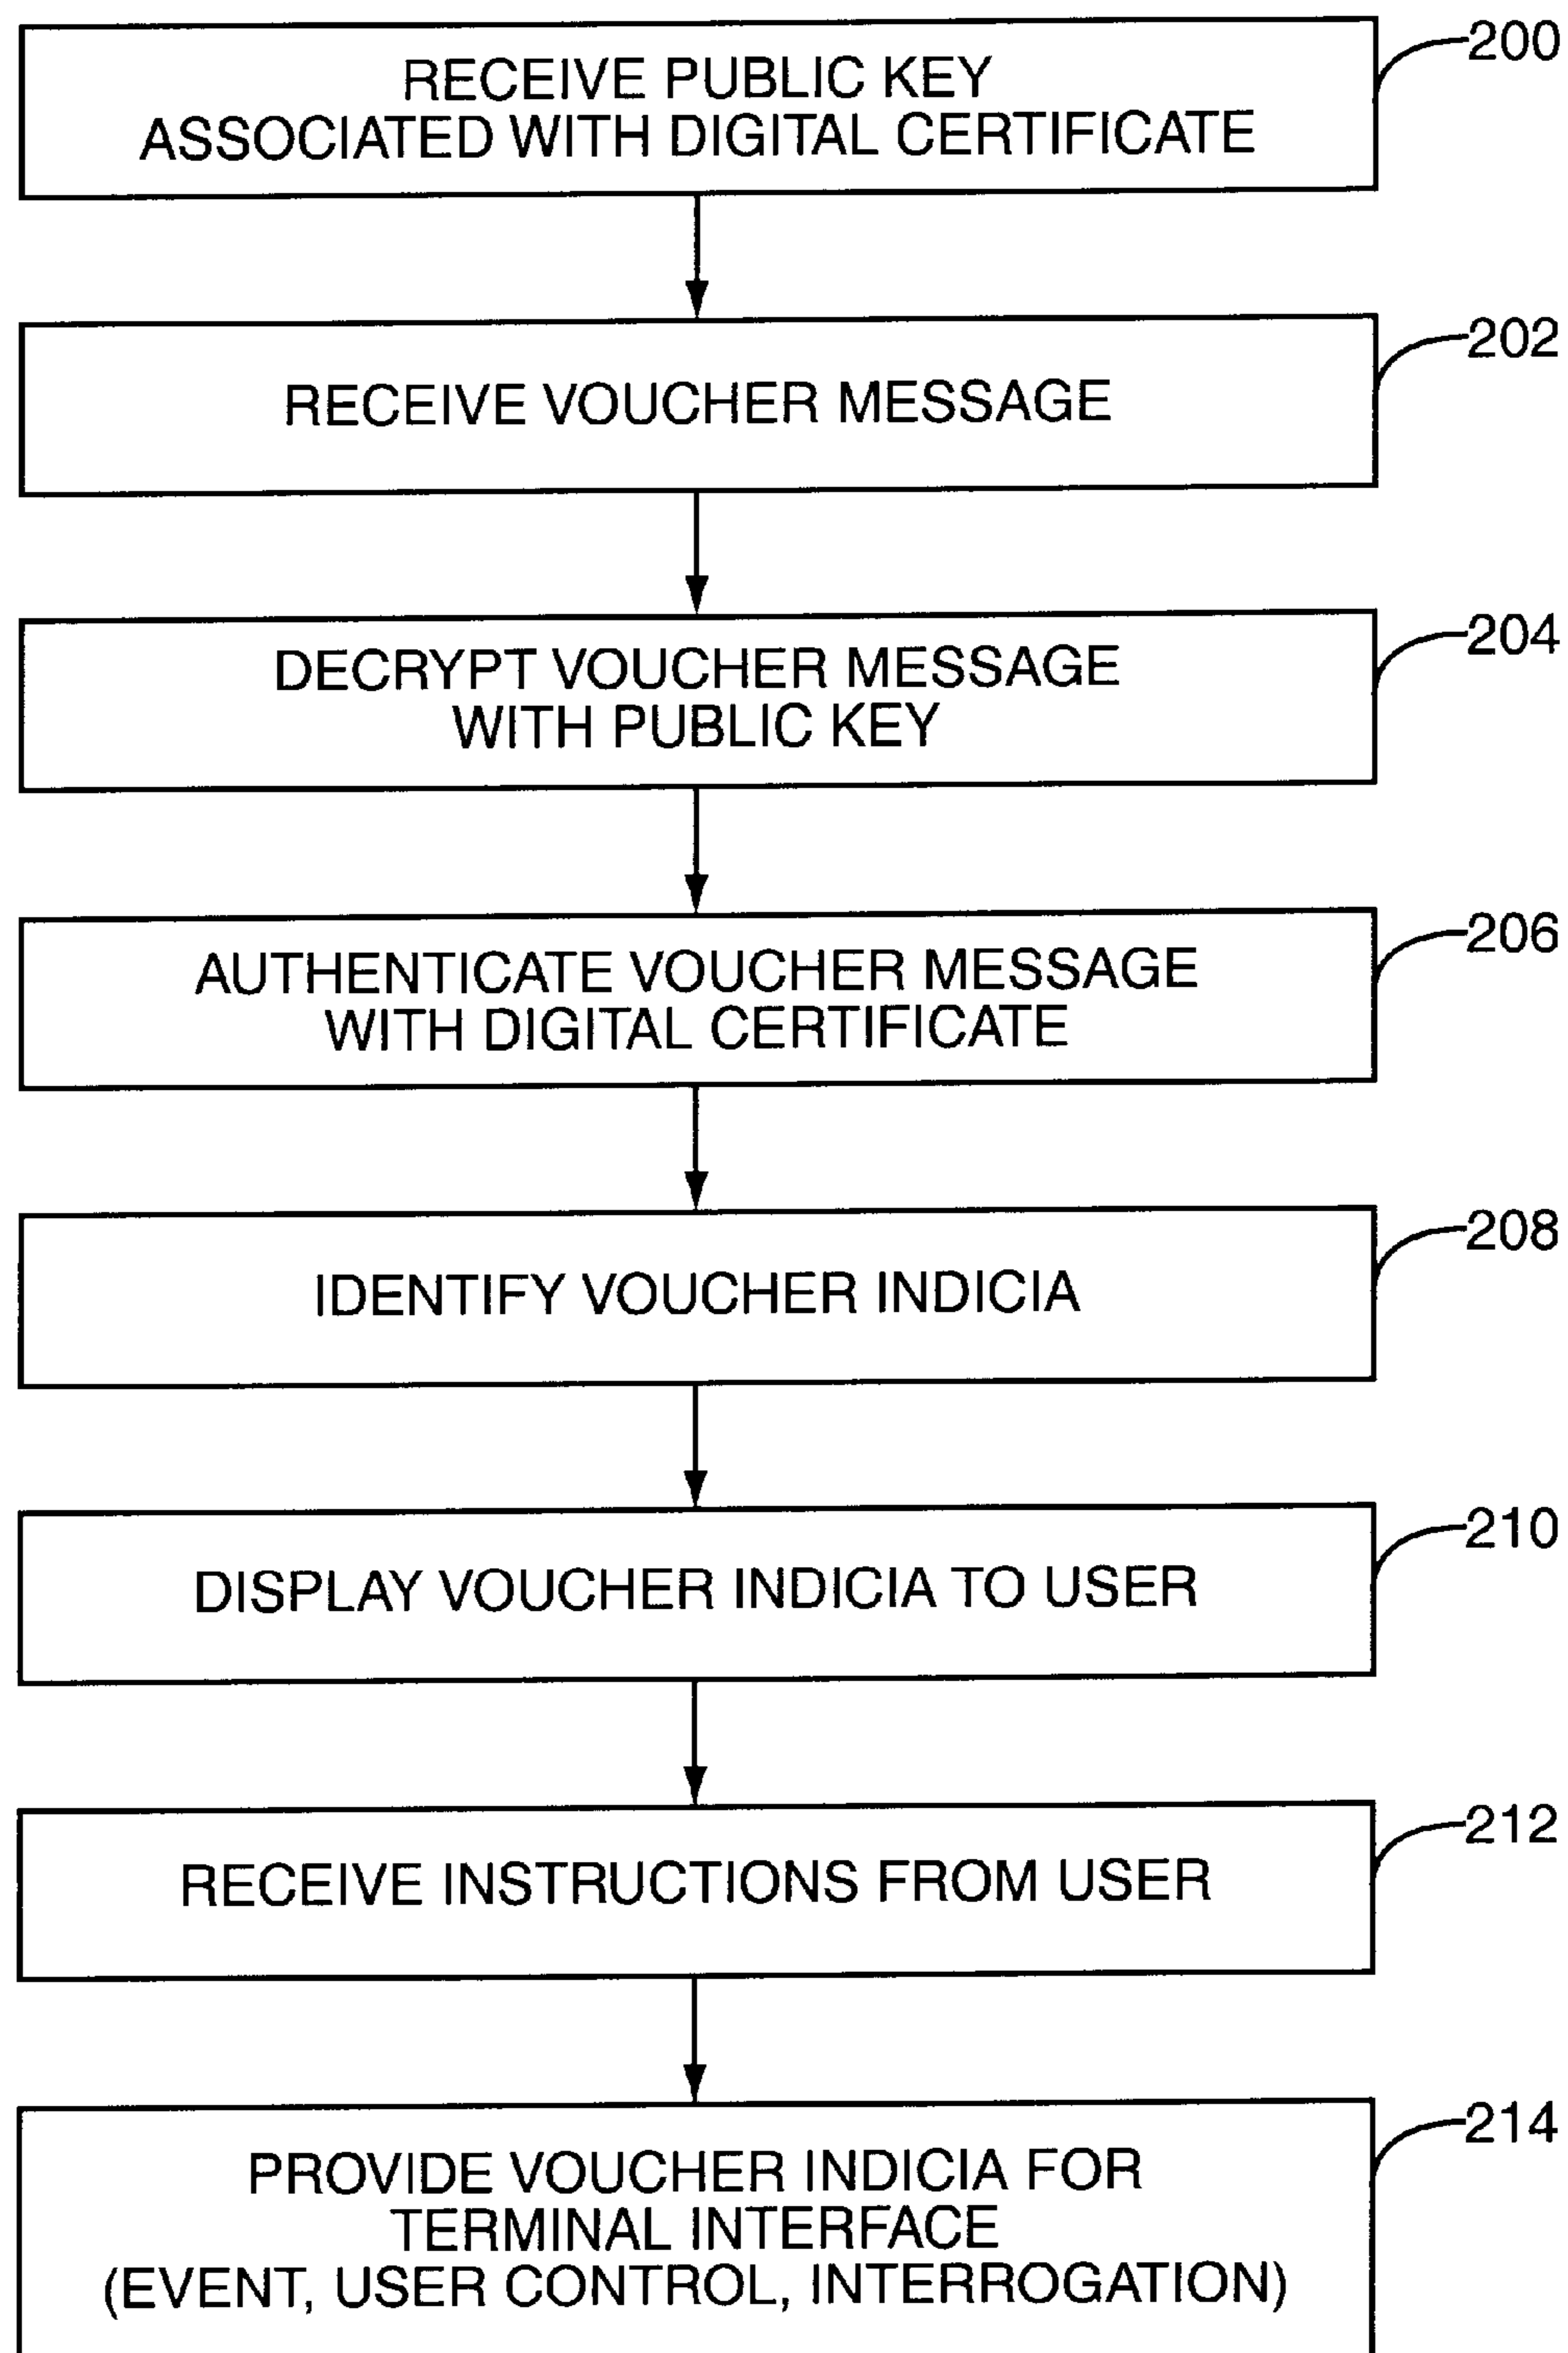 RECEIVE PUBLIC KEY
ASSOCIATED WITH DIGITAL CERTIFICATE
200
RECEIVE VOUCHER MESSAGE
202
DECRYPT VOUCHER MESSAGE
WITH PUBLIC KEY
204
AUTHENTICATE VOUCHER MESSAGE
WITH DIGITAL CERTIFICATE
206
IDENTIFY VOUCHER INDICIA
208
DISPLAY VOUCHER INDICIA TO USER
210
RECEIVE INSTRUCTIONS FROM USER
212
PROVIDE VOUCHER INDICIA FOR
TERMINAL INTERFACE
(EVENT, USER CONTROL, INTERROGATION)
214